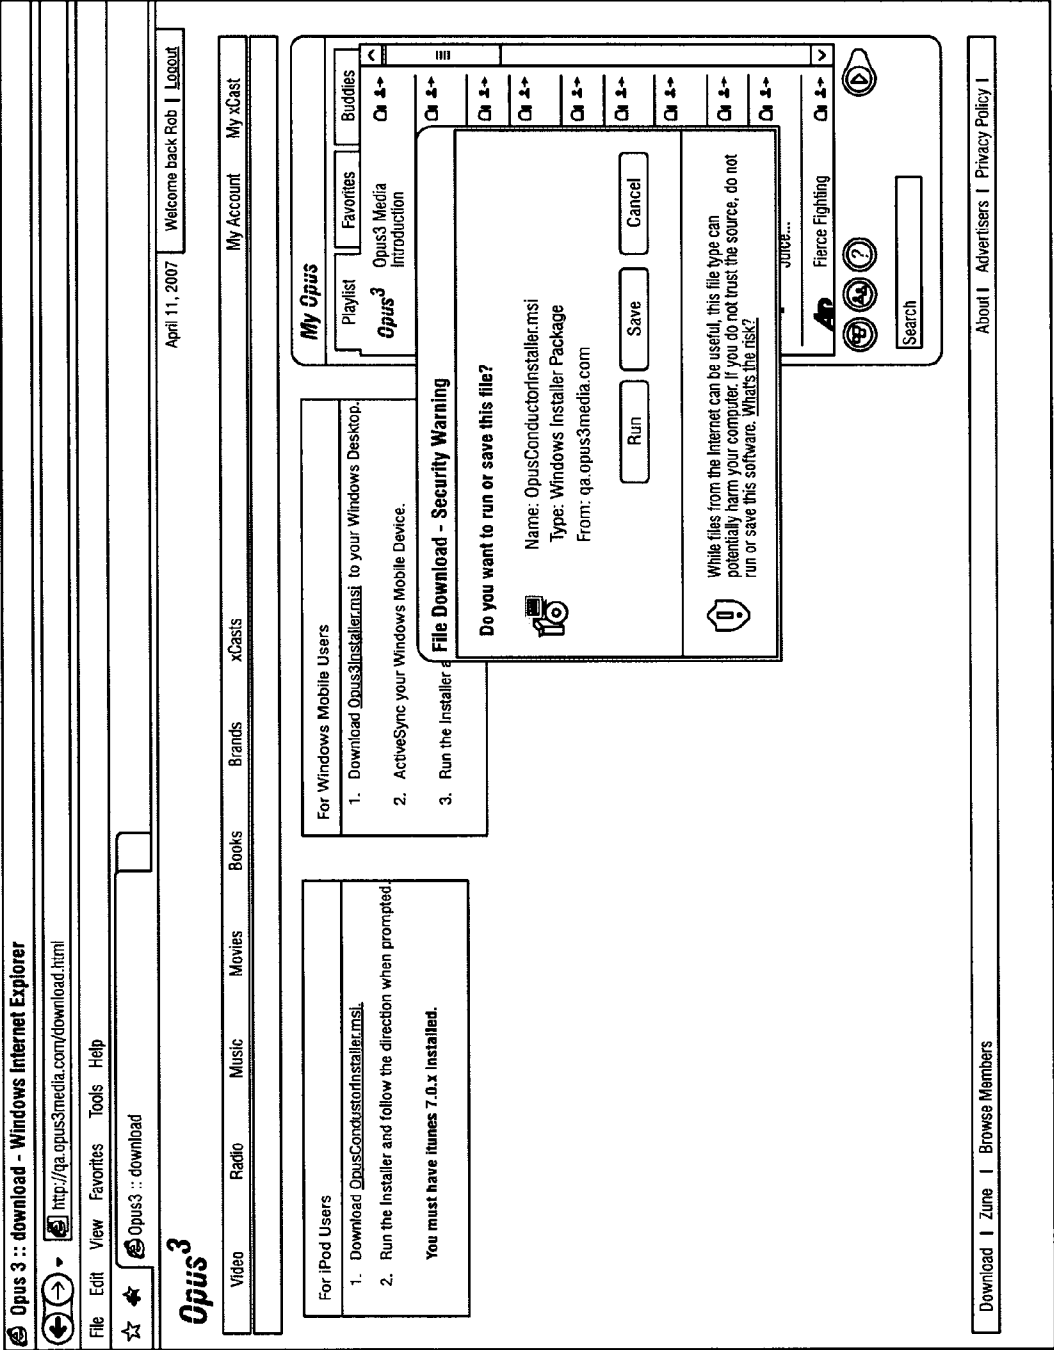 Opus 3 :: download - Windows Internet Explorer
http://qa.opus3media.com/download.html
File Edit View Favorites Tools Help
Opus3 :: download
Opus3
April 11, 2007
Welcome back Rob | Logout
Video Radio Music Movies Books Brands xCasts My Account My xCast
For iPod Users
1. Download OpusCondustorInstaller.msi.
2. Run the Installer and follow the direction when prompted.
You must have itunes 7.0.x Installed.
For Windows Mobile Users
1. Download Opus3Installer.msi to your Windows Desktop.
2. ActiveSync your Windows Mobile Device.
3. Run the Installer a
My Opus
Playlist Favorites Buddies
Opus3
Opus3 Media
Introduction
File Download - Security Warning
Do you want to run or save this file?
Name: OpusConductorInstaller.msi
Type: Windows Installer Package
From: qa.opus3media.com
Run Save Cancel
While files from the Internet can be useful, this file type can
potentially harm your computer. If you do not trust the source, do not
run or save this software. What's the risk?
Juice...
Fierce Fighting
Search
Download | Zune | Browse Members
About | Advertisers | Privacy Policy |